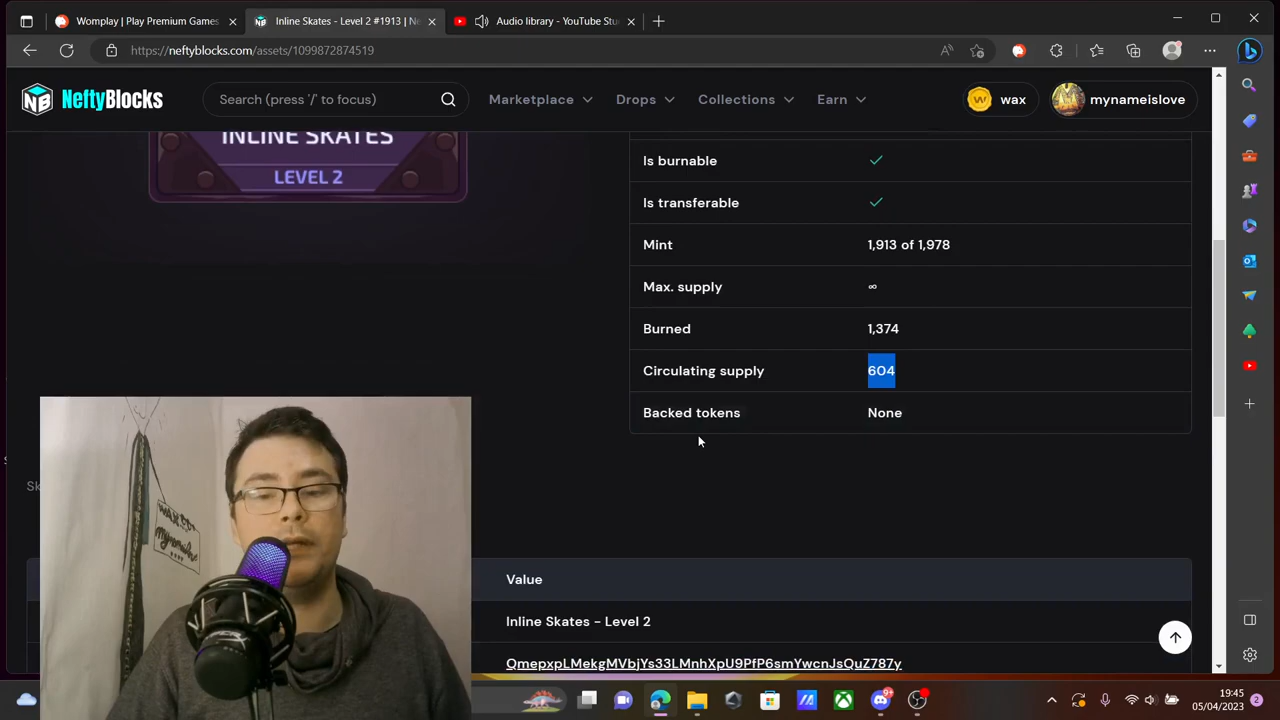 Womplay | Play Premium Games
Inline Skates - Level 2 #1913 | Ne
Audio library - YouTube Stu
https://neftyblocks.com/assets/1099872874519
NB NeftyBlocks
Search (press '/' to focus)
Marketplace
Drops
Collections
Earn
wax
mynameislove
INLINE SKATES
LEVEL 2
Is burnable
Is transferable
Mint 1,913 of 1,978
Max. supply ∞
Burned 1,374
Circulating supply 604
Backed tokens None
Sk
Value
Inline Skates - Level 2
QmepxpLMekgMVbjYs33LMnhXpU9PfP6smYwcnJsQuZ787y
19:45
05/04/2023